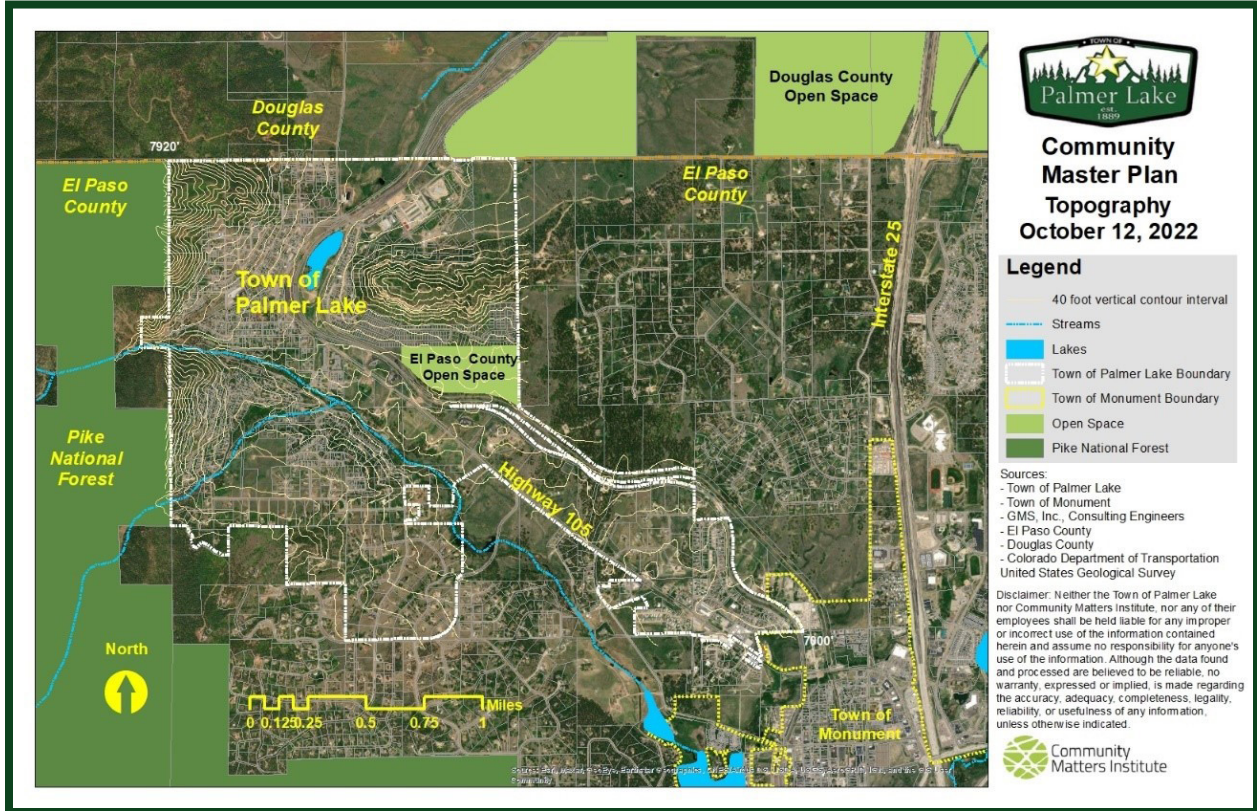 Douglas County
Open Space
Douglas
County
7920'
El Paso
County
El Paso
County
Interstate 25
Town of
Palmer Lake
El Paso County
Open Space
Pike
National
Forest
Highway 105
7600'
North
Miles
0 0.125 0.25 0.5 0.75 1
Town of
Monument
TOWN OF
Palmer Lake
est.
1889
Community
Master Plan
Topography
October 12, 2022
Legend
40 foot vertical contour interval
Streams
Lakes
Town of Palmer Lake Boundary
Town of Monument Boundary
Open Space
Pike National Forest
Sources:
- Town of Palmer Lake
- Town of Monument
- GMS, Inc., Consulting Engineers
- El Paso County
- Douglas County
- Colorado Department of Transportation
United States Geological Survey
Disclaimer: Neither the Town of Palmer Lake
nor Community Matters Institute, nor any of their
employees shall be held liable for any improper
or incorrect use of the information contained
herein and assume no responsibility for anyone's
use of the information. Although the data found
and processed are believed to be reliable, no
warranty, expressed or implied, is made regarding
the accuracy, adequacy, completeness, legality,
reliability, or usefulness of any information,
unless otherwise indicated.
Community
Matters Institute